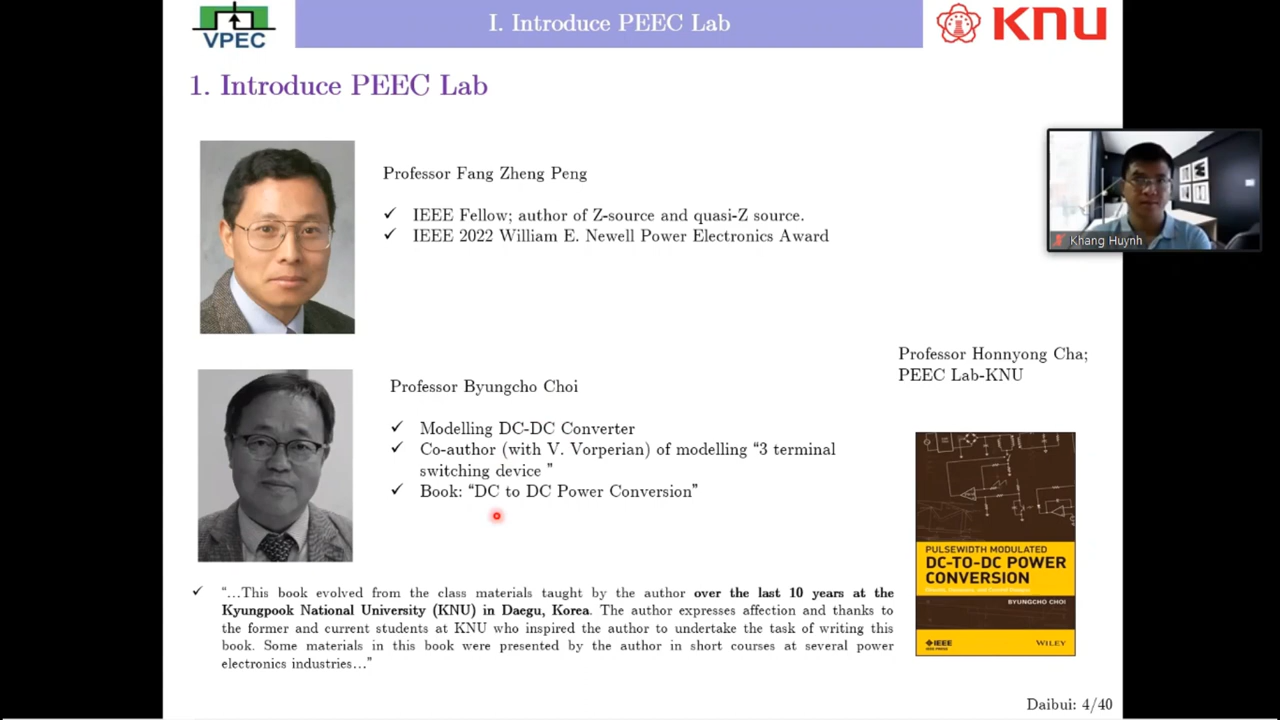 VPEC
I. Introduce PEEC Lab
KNU
1. Introduce PEEC Lab
Professor Fang Zheng Peng
✓ IEEE Fellow; author of Z-source and quasi-Z source.
✓ IEEE 2022 William E. Newell Power Electronics Award
Khang Huynh
Professor Honnyong Cha;
PEEC Lab-KNU
Professor Byungcho Choi
✓ Modelling DC-DC Converter
✓ Co-author (with V. Vorperian) of modelling “3 terminal
switching device ”
✓ Book: “DC to DC Power Conversion”
PULSEWIDTH MODULATED
DC-TO-DC POWER
CONVERSION
BYUNGCHO CHOI
IEEE
IEEE PRESS
WILEY
✓ “…This book evolved from the class materials taught by the author over the last 10 years at the
Kyungpook National University (KNU) in Daegu, Korea. The author expresses affection and thanks to
the former and current students at KNU who inspired the author to undertake the task of writing this
book. Some materials in this book were presented by the author in short courses at several power
electronics industries…”
Daibui: 4/40